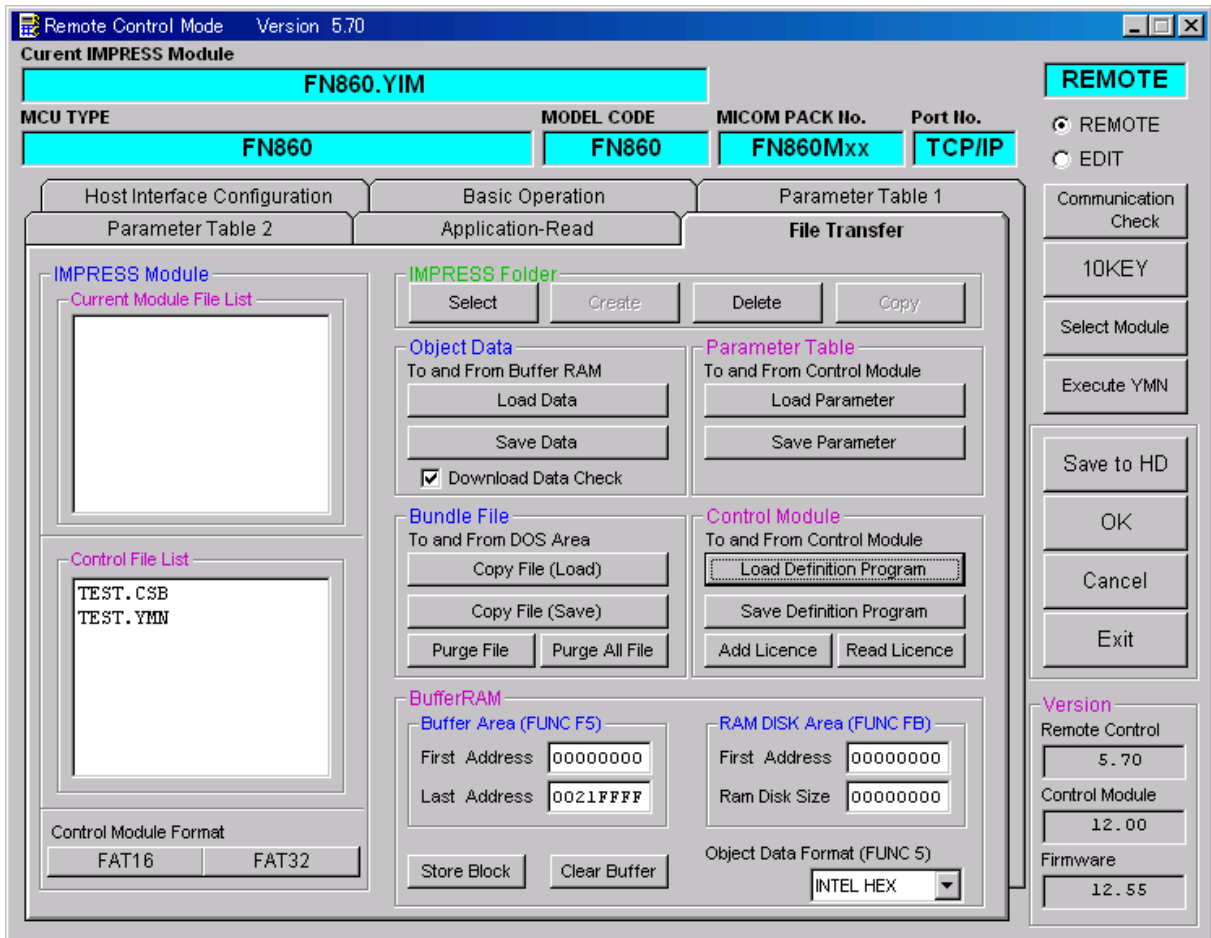 Remote Control Mode Version 5.70
Curent IMPRESS Module
FN860.YIM
REMOTE
MCU TYPE
MODEL CODE
MICOM PACK No.
Port No.
FN860
FN860
FN860Mxx
TCP/IP
REMOTE
EDIT
Host Interface Configuration
Basic Operation
Parameter Table 1
Parameter Table 2
Application-Read
File Transfer
IMPRESS Module
Current Module File List
Control File List
TEST.CSB
TEST.YMN
Control Module Format
FAT16
FAT32
IMPRESS Folder
Select
Create
Delete
Copy
Object Data
To and From Buffer RAM
Load Data
Save Data
Download Data Check
Parameter Table
To and From Control Module
Load Parameter
Save Parameter
Bundle File
To and From DOS Area
Copy File (Load)
Copy File (Save)
Purge File
Purge All File
Control Module
To and From Control Module
Load Definition Program
Save Definition Program
Add Licence
Read Licence
BufferRAM
Buffer Area (FUNC F5)
First Address 00000000
Last Address 0021FFFF
RAM DISK Area (FUNC FB)
First Address 00000000
Ram Disk Size 00000000
Store Block
Clear Buffer
Object Data Format (FUNC 5)
INTEL HEX
Communication
Check
10KEY
Select Module
Execute YMN
Save to HD
OK
Cancel
Exit
Version
Remote Control
5.70
Control Module
12.00
Firmware
12.55